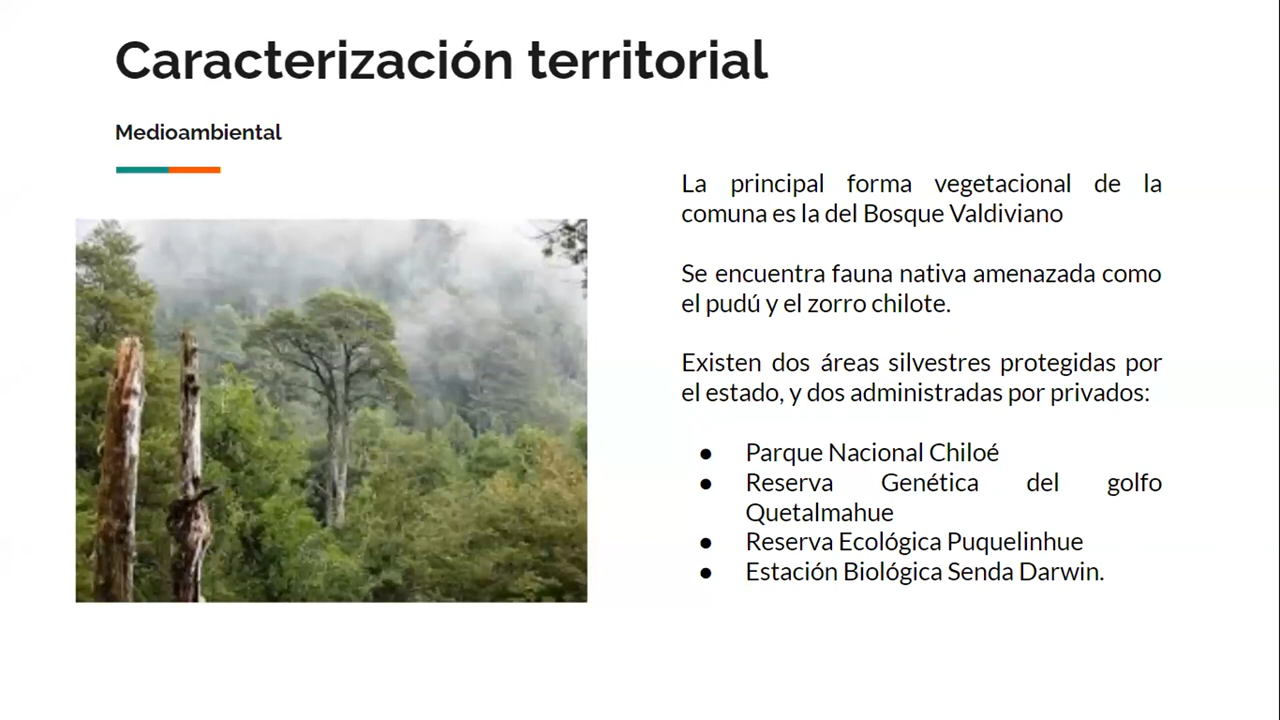 Caracterización territorial
Medioambiental
La principal forma vegetacional de la
comuna es la del Bosque Valdiviano
Se encuentra fauna nativa amenazada como
el pudú y el zorro chilote.
Existen dos áreas silvestres protegidas por
el estado, y dos administradas por privados:
● Parque Nacional Chiloé
● Reserva Genética del golfo
Quetalmahue
● Reserva Ecológica Puquelinhue
● Estación Biológica Senda Darwin.